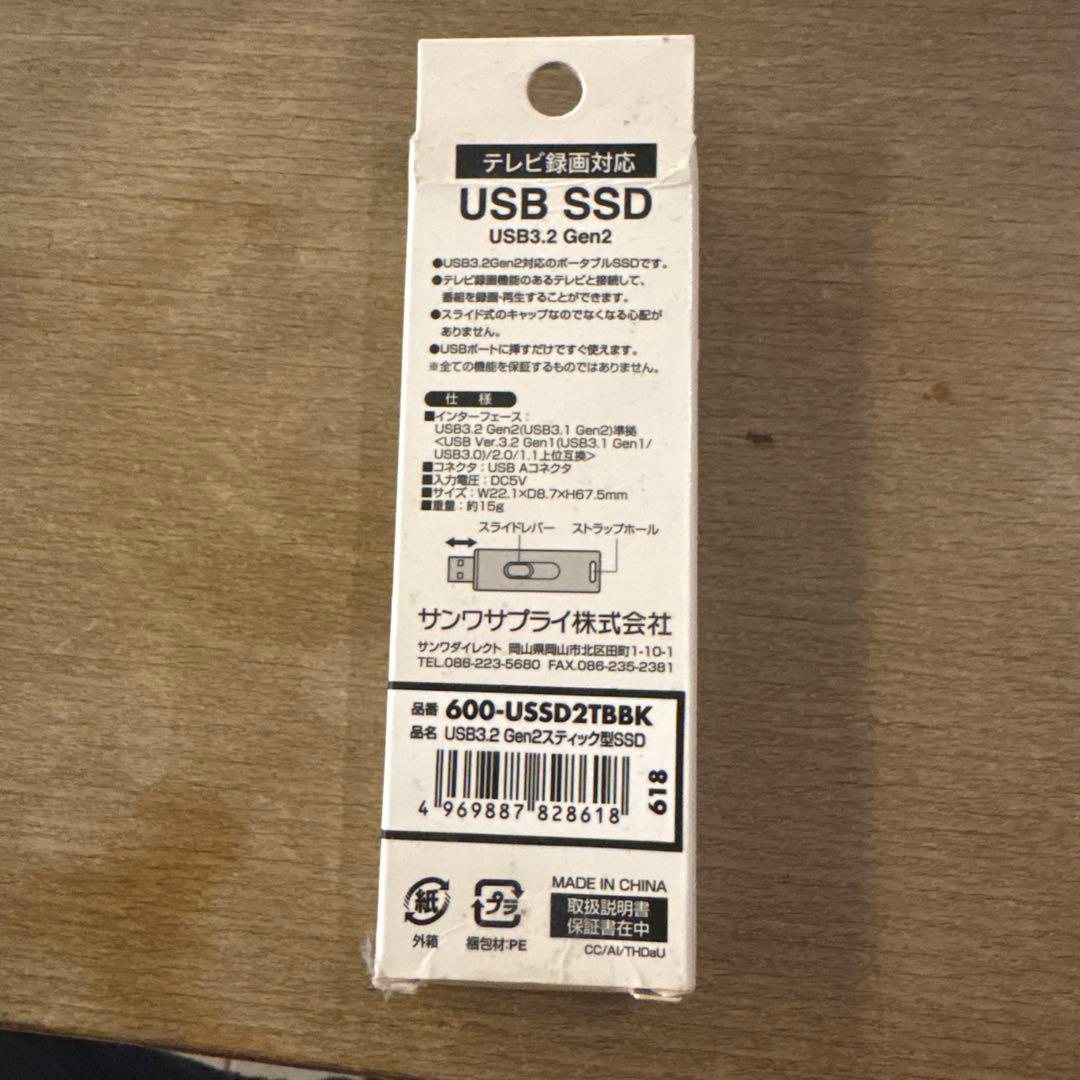 テレビ録画対応
USB SSD
USB3.2 Gen2
●USB3.2Gen2対応のポータブルSSDです。
●テレビ録画機能のあるテレビと接続して、
番組を録画・再生することができます。
●スライド式のキャップなのでなくなる心配が
ありません。
●USBポートに挿すだけですぐ使えます。
※全ての機能を保証するものではありません。
仕 様
■インターフェース：
USB3.2 Gen2(USB3.1 Gen2)準拠
<USB Ver.3.2 Gen1(USB3.1 Gen1/
USB3.0)/2.0/1.1上位互換>
■コネクタ：USB Aコネクタ
■入力電圧：DC5V
■サイズ：W22.1×D8.7×H67.5mm
■重量：約15g
スライドレバー ストラップホール
サンワサプライ株式会社
サンワダイレクト 岡山県岡山市北区田町1-10-1
TEL.086-223-5680 FAX.086-235-2381
品番 600-USSD2TBBK
品名 USB3.2 Gen2スティック型SSD
618
4 969887 828618
紙
外箱
プラ
梱包材:PE
MADE IN CHINA
取扱説明書
保証書在中
CC/AI/THDaU